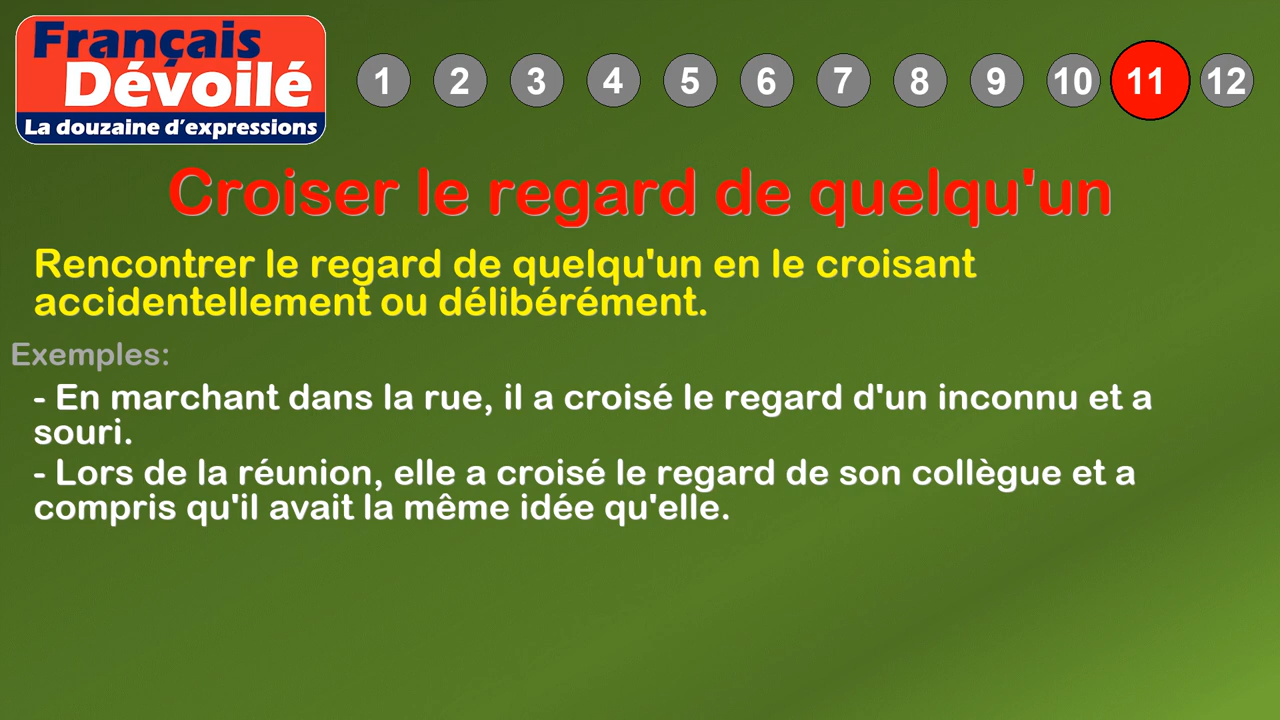 Français
Dévoilé
La douzaine d'expressions
1 2 3 4 5 6 7 8 9 10 11 12
Croiser le regard de quelqu'un
Rencontrer le regard de quelqu'un en le croisant
accidentellement ou délibérément.
Exemples:
- En marchant dans la rue, il a croisé le regard d'un inconnu et a
souri.
- Lors de la réunion, elle a croisé le regard de son collègue et a
compris qu'il avait la même idée qu'elle.